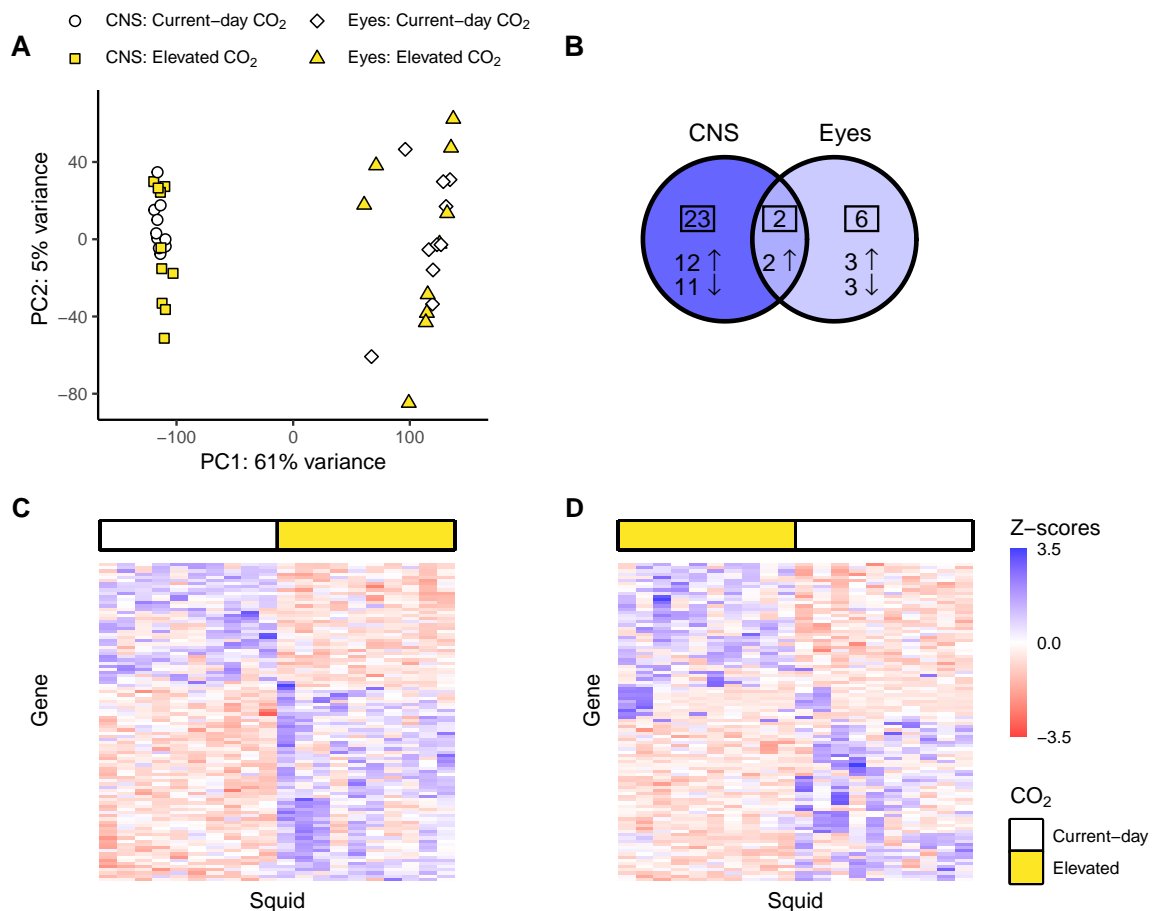 CNS: Current−day CO₂
Eyes: Current−day CO₂
CNS: Elevated CO₂
Eyes: Elevated CO₂
A
PC2: 5% variance
40
0
−40
−80
−100
0
100
PC1: 61% variance
B
CNS
Eyes
23
2
6
12 ↑
2 ↑
3 ↑
11 ↓
3 ↓
C
Gene
Squid
D
Gene
Squid
Z−scores
3.5
0.0
−3.5
CO₂
Current−day
Elevated